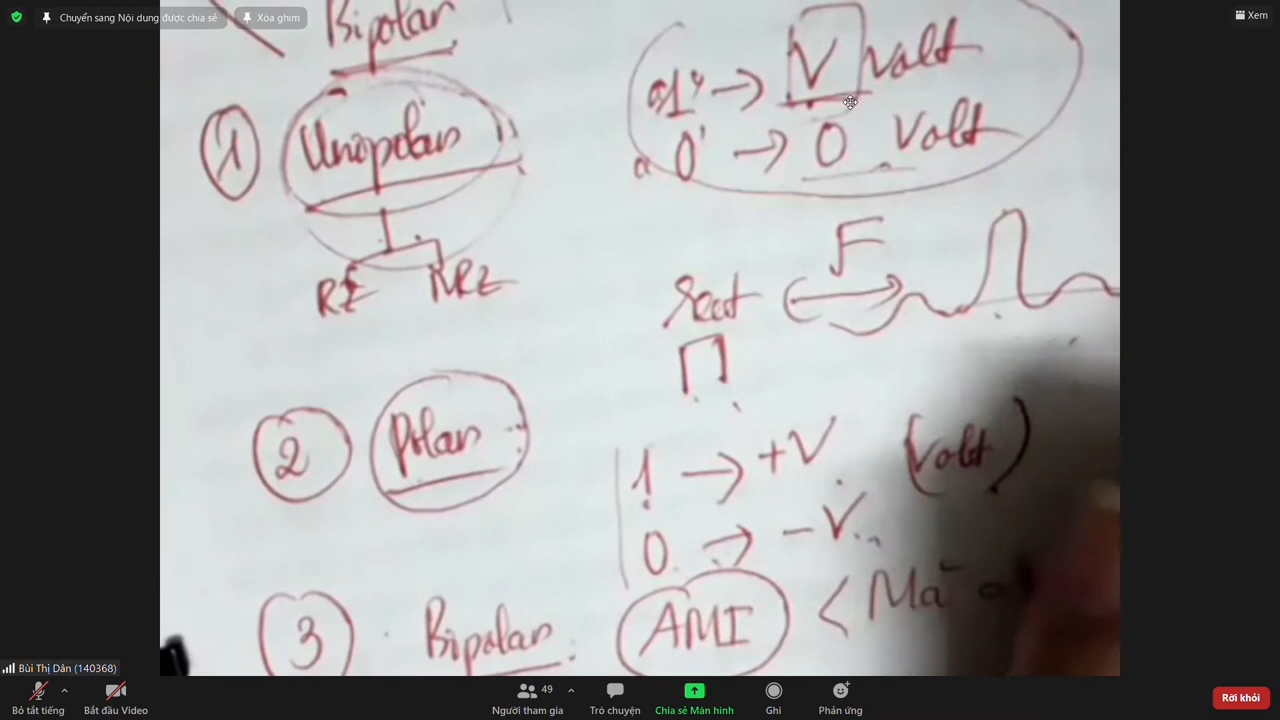 Chuyển sang Nội dung được chia sẻ
Xóa ghim
Xem
Bipolar
1 Unipolar
RZ NRZ
"1" → V Volt
"0" → 0 Volt
Rect
F
2 Polar
1 → +V (Volt)
0 → -V
3 Bipolar: AMI < Mã
Bùi Thị Dân (140368)
Bỏ tắt tiếng
Bắt đầu Video
49
Người tham gia
Trò chuyện
Chia sẻ Màn hình
Ghi
Phản ứng
Rời khỏi